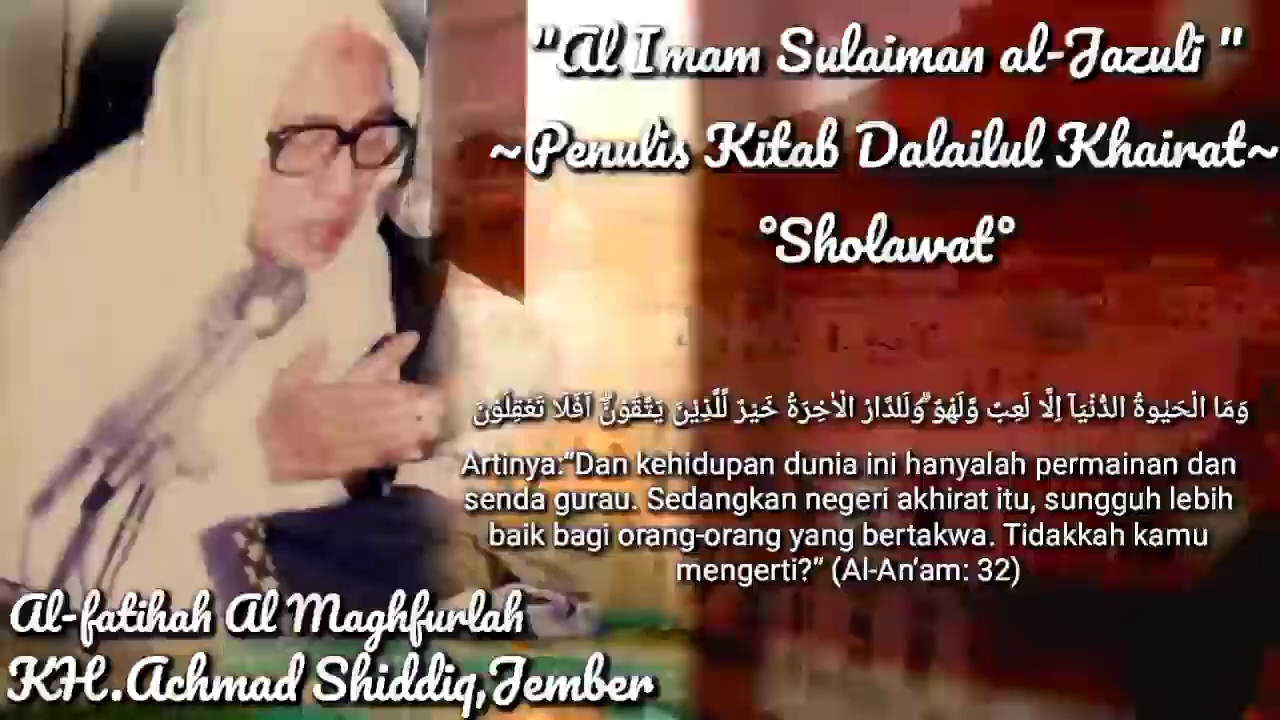 "Al Imam Sulaiman al-Jazuli "
~Penulis Kitab Dalailul Khairat~
°Sholawat°
وَمَا الْحَيٰوةُ الدُّنْيَآ اِلَّا لَعِبٌ وَّلَهْوٌ ۗوَلَلدَّارُ الْاٰخِرَةُ خَيْرٌ لِّلَّذِيْنَ يَتَّقُوْنَۗ اَفَلَا تَعْقِلُوْنَ
Artinya:“Dan kehidupan dunia ini hanyalah permainan dan
senda gurau. Sedangkan negeri akhirat itu, sungguh lebih
baik bagi orang-orang yang bertakwa. Tidakkah kamu
mengerti?” (Al-An’am: 32)
Al-fatihah Al Maghfurlah
KH.Achmad Shiddiq,Jember